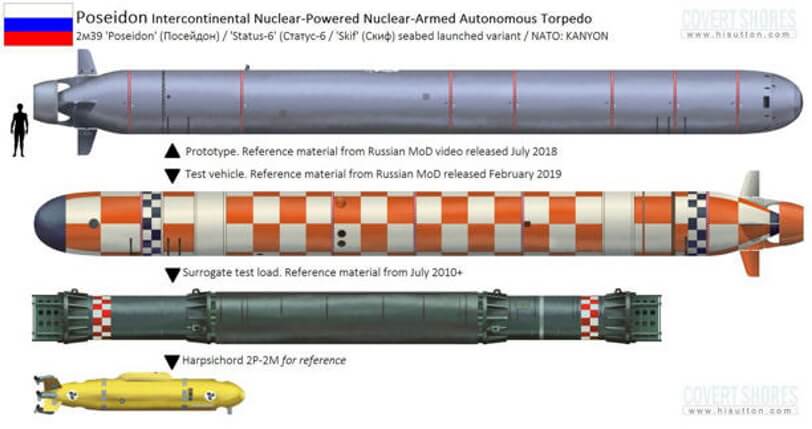 Poseidon Intercontinental Nuclear-Powered Nuclear-Armed Autonomous Torpedo
2м39 'Poseidon' (Посейдон) / 'Status-6' (Статус-6 / 'Skif' (Скиф) seabed launched variant / NATO: KANYON
COVERT SHORES
www.hisutton.com
Prototype. Reference material from Russian MoD video released July 2018
Test vehicle. Reference material from Russian MoD released February 2019
Surrogate test load. Reference material from July 2010+
Harpsichord 2P-2M for reference
COVERT SHORES
www.hisutton.com